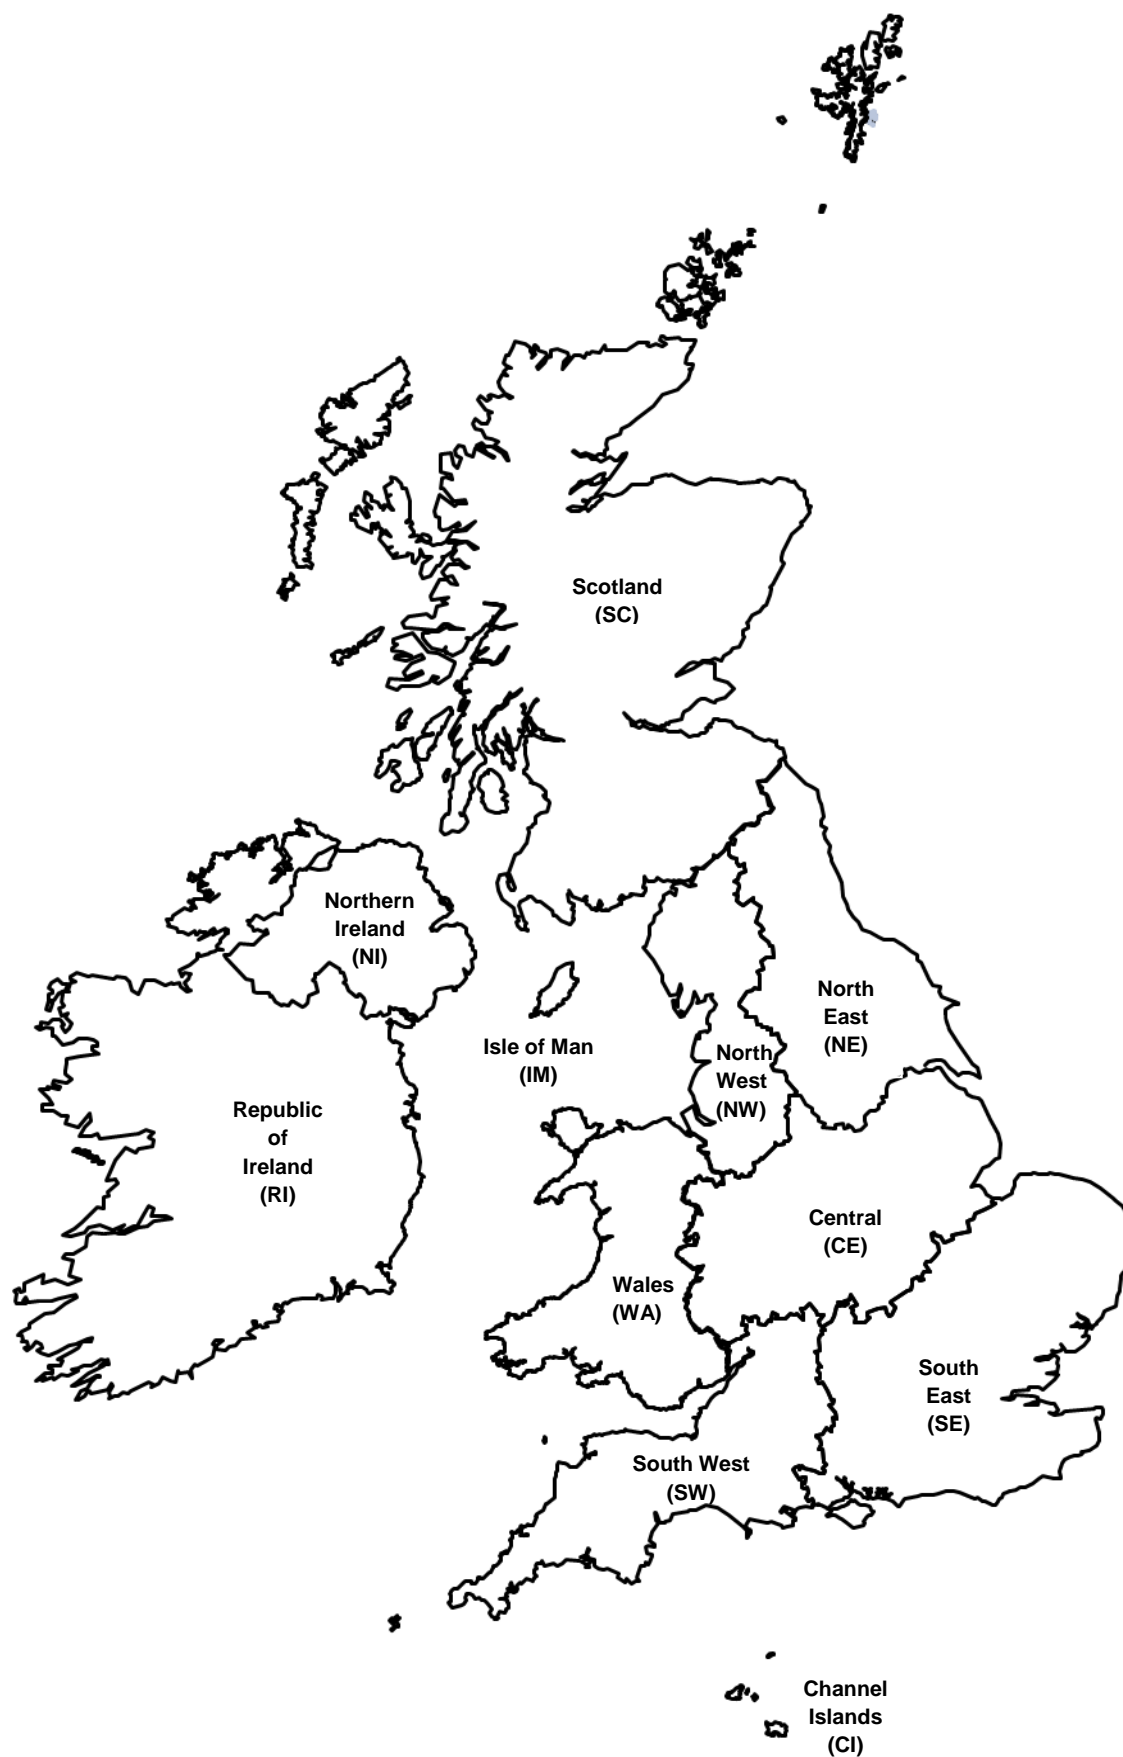 Scotland
(SC)
Northern
Ireland
(NI)
North
East
(NE)
Isle of Man
(IM)
North
West
(NW)
Republic
of
Ireland
(RI)
Central
(CE)
Wales
(WA)
South
East
(SE)
South West
(SW)
Channel
Islands
(CI)